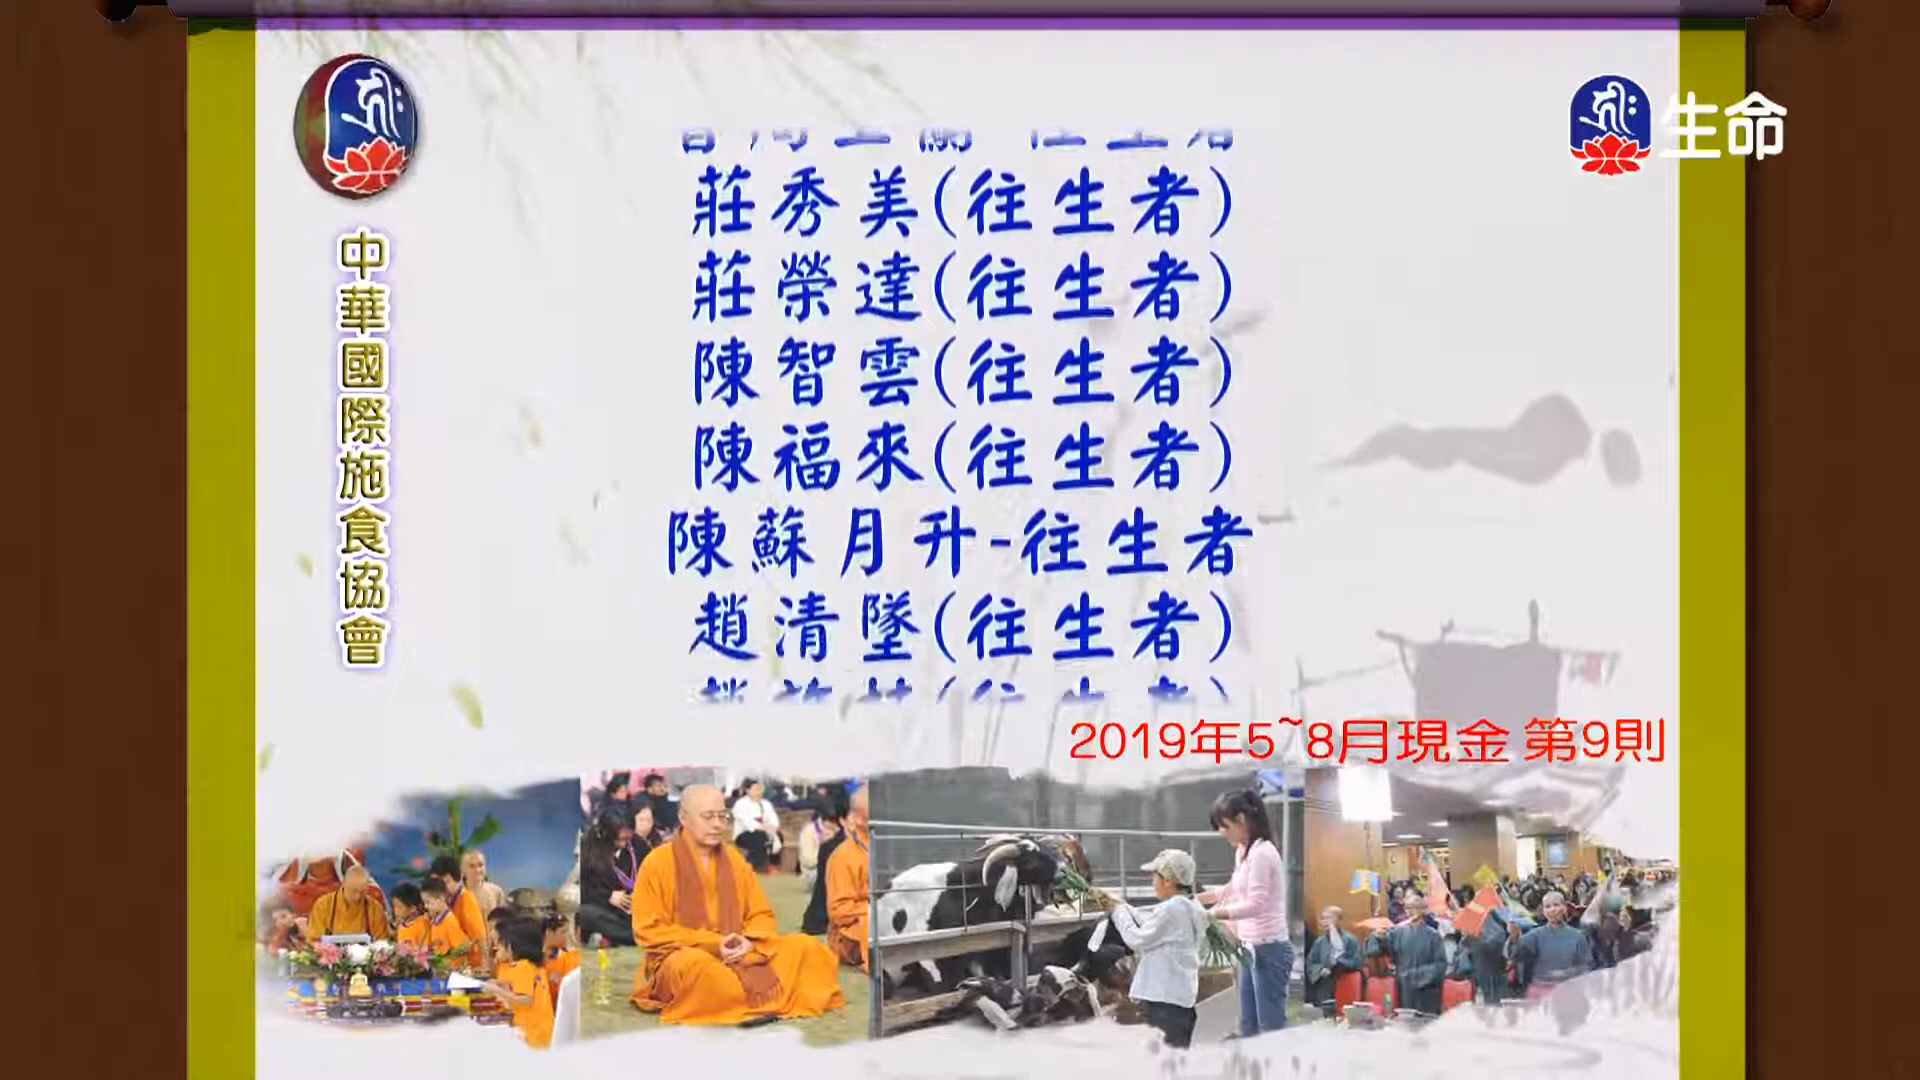 生命
中華國際施食協會
莊秀美(往生者)
莊榮達(往生者)
陳智雲(往生者)
陳福來(往生者)
陳蘇月升-往生者
趙清墜(往生者)
2019年5~8月現金 第9則